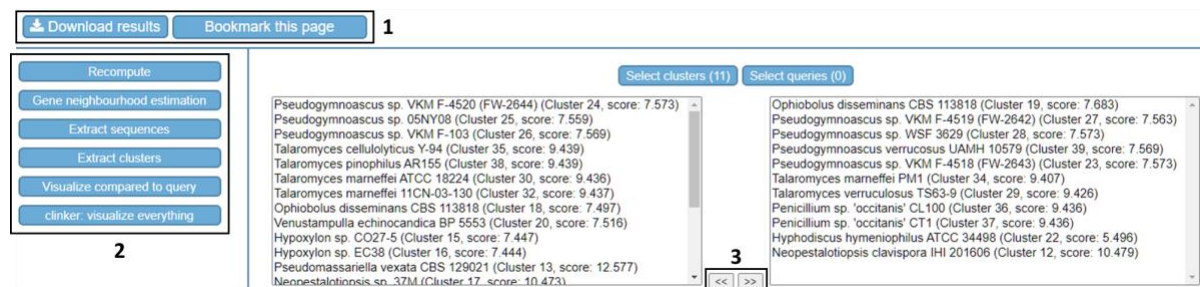 Download results Bookmark this page 1
Recompute
Gene neighbourhood estimation
Extract sequences
Extract clusters
Visualize compared to query
clinker: visualize everything
2
Select clusters (11) Select queries (0)
Pseudogymnoascus sp. VKM F-4520 (FW-2644) (Cluster 24, score: 7.573)
Pseudogymnoascus sp. 05NY08 (Cluster 25, score: 7.559)
Pseudogymnoascus sp. VKM F-103 (Cluster 26, score: 7.569)
Talaromyces cellulolyticus Y-94 (Cluster 35, score: 9.439)
Talaromyces pinophilus AR155 (Cluster 38, score: 9.439)
Talaromyces marneffei ATCC 18224 (Cluster 30, score: 9.436)
Talaromyces marneffei 11CN-03-130 (Cluster 32, score: 9.437)
Ophiobolus disseminans CBS 113818 (Cluster 18, score: 7.497)
Venustampulla echinocandica BP 5553 (Cluster 20, score: 7.516)
Hypoxylon sp. CO27-5 (Cluster 15, score: 7.447)
Hypoxylon sp. EC38 (Cluster 16, score: 7.444)
Pseudomassariella vexata CBS 129021 (Cluster 13, score: 12.577)
Neopestalotiopsis sp. 37M (Cluster 17, score: 10.473)
3
<< >>
Ophiobolus disseminans CBS 113818 (Cluster 19, score: 7.683)
Pseudogymnoascus sp. VKM F-4519 (FW-2642) (Cluster 27, score: 7.563)
Pseudogymnoascus sp. WSF 3629 (Cluster 28, score: 7.573)
Pseudogymnoascus verrucosus UAMH 10579 (Cluster 39, score: 7.569)
Pseudogymnoascus sp. VKM F-4518 (FW-2643) (Cluster 23, score: 7.573)
Talaromyces marneffei PM1 (Cluster 34, score: 9.407)
Talaromyces verruculosus TS63-9 (Cluster 29, score: 9.426)
Penicillium sp. 'occitanis' CL100 (Cluster 36, score: 9.436)
Penicillium sp. 'occitanis' CT1 (Cluster 37, score: 9.436)
Hyphodiscus hymeniophilus ATCC 34498 (Cluster 22, score: 5.496)
Neopestalotiopsis clavispora IHI 201606 (Cluster 12, score: 10.479)